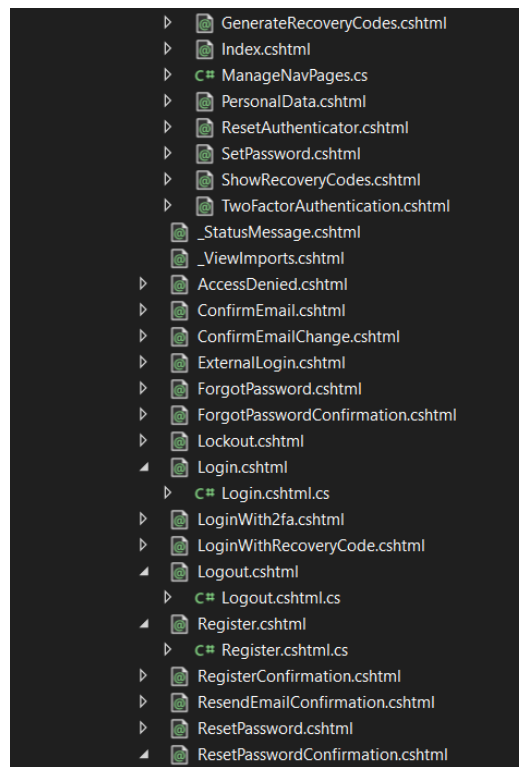 GenerateRecoveryCodes.cshtml
Index.cshtml
C# ManageNavPages.cs
PersonalData.cshtml
ResetAuthenticator.cshtml
SetPassword.cshtml
ShowRecoveryCodes.cshtml
TwoFactorAuthentication.cshtml
_StatusMessage.cshtml
_ViewImports.cshtml
AccessDenied.cshtml
ConfirmEmail.cshtml
ConfirmEmailChange.cshtml
ExternalLogin.cshtml
ForgotPassword.cshtml
ForgotPasswordConfirmation.cshtml
Lockout.cshtml
Login.cshtml
C# Login.cshtml.cs
LoginWith2fa.cshtml
LoginWithRecoveryCode.cshtml
Logout.cshtml
C# Logout.cshtml.cs
Register.cshtml
C# Register.cshtml.cs
RegisterConfirmation.cshtml
ResendEmailConfirmation.cshtml
ResetPassword.cshtml
ResetPasswordConfirmation.cshtml